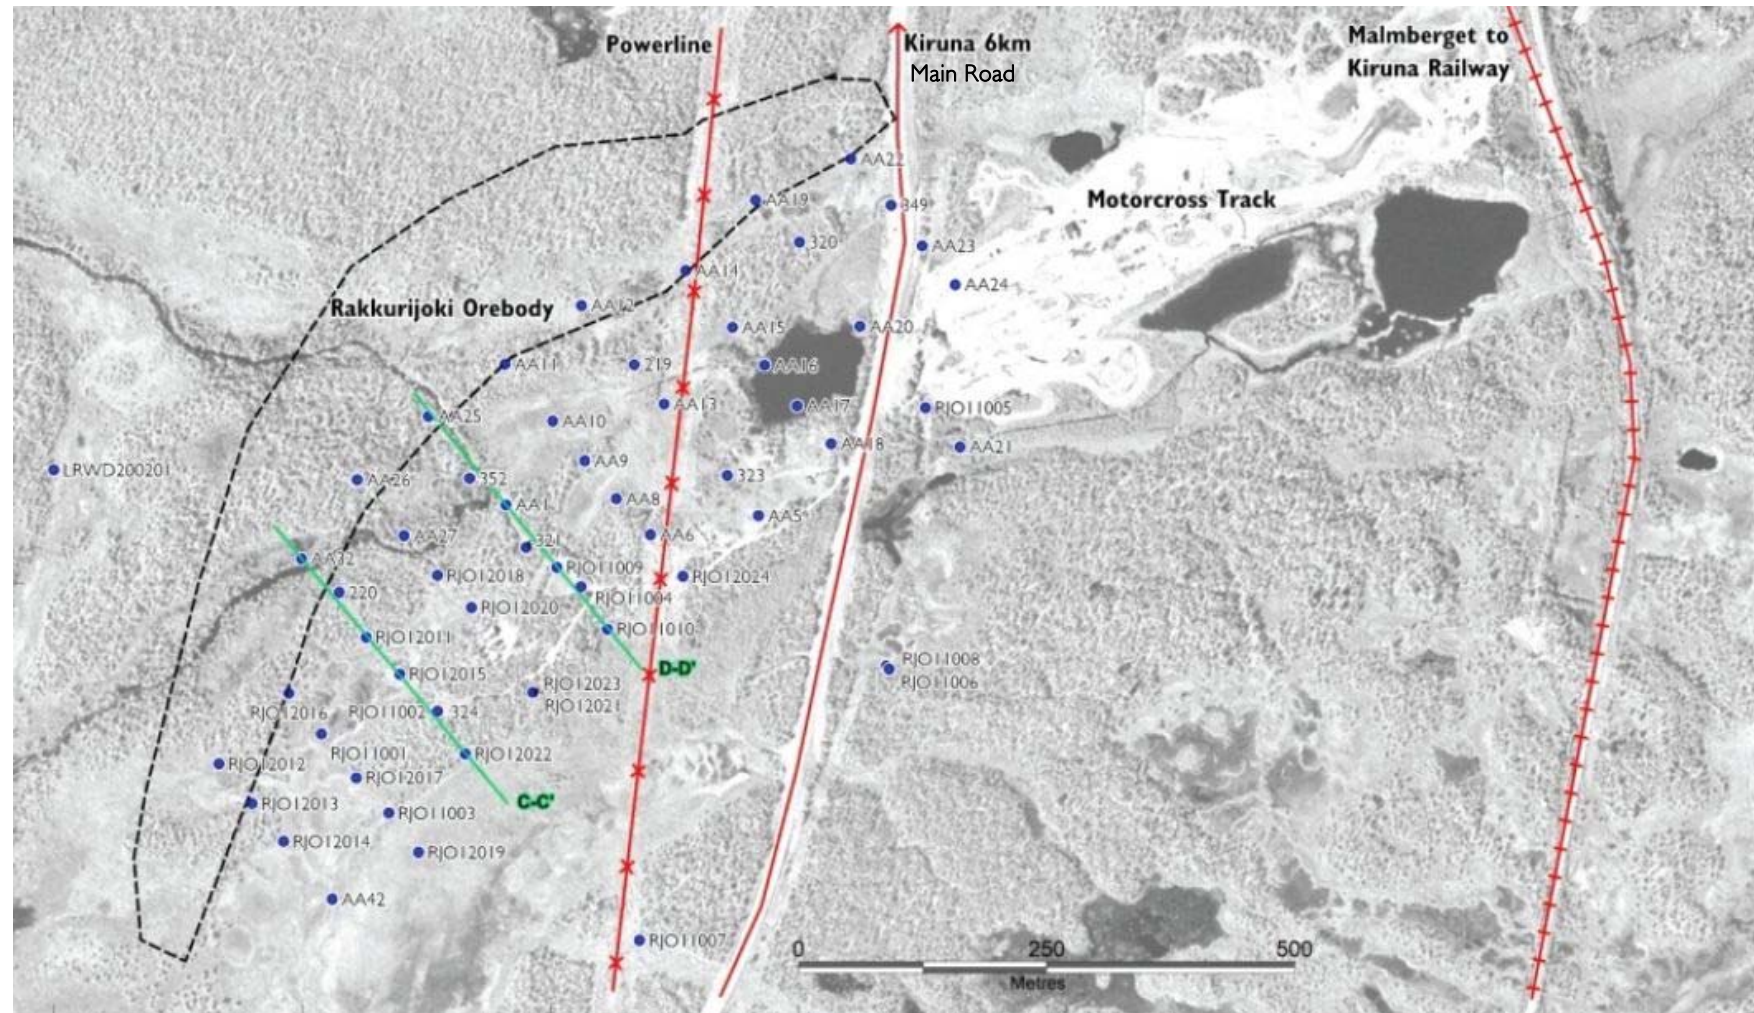 Powerline
Kiruna 6km
Main Road
Malmberget to
Kiruna Railway
AA22
Motorcross Track
AA19
349
320
AA23
AA14
AA24
Rakkurijoki Orebody
AA12
AA15
AA20
AA11
219
AA16
AA13
AA17
RJO11005
AA25
AA10
AA18
AA21
LRWD200201
AA9
AA26
352
323
AA8
AA1
AA5
AA27
321
AA6
AA32
RJO11009
RJO12018
RJO12024
220
RJO11004
RJO12020
RJO12011
RJO11010
RJO11008
D-D'
RJO12015
RJO11006
RJO12023
RJO12021
RJO12016
RJO11002
324
RJO11001
RJO12022
RJO12012
RJO12017
C-C'
RJO12013
RJO11003
RJO12014
RJO12019
AA42
RJO11007
0 250 500
Metres